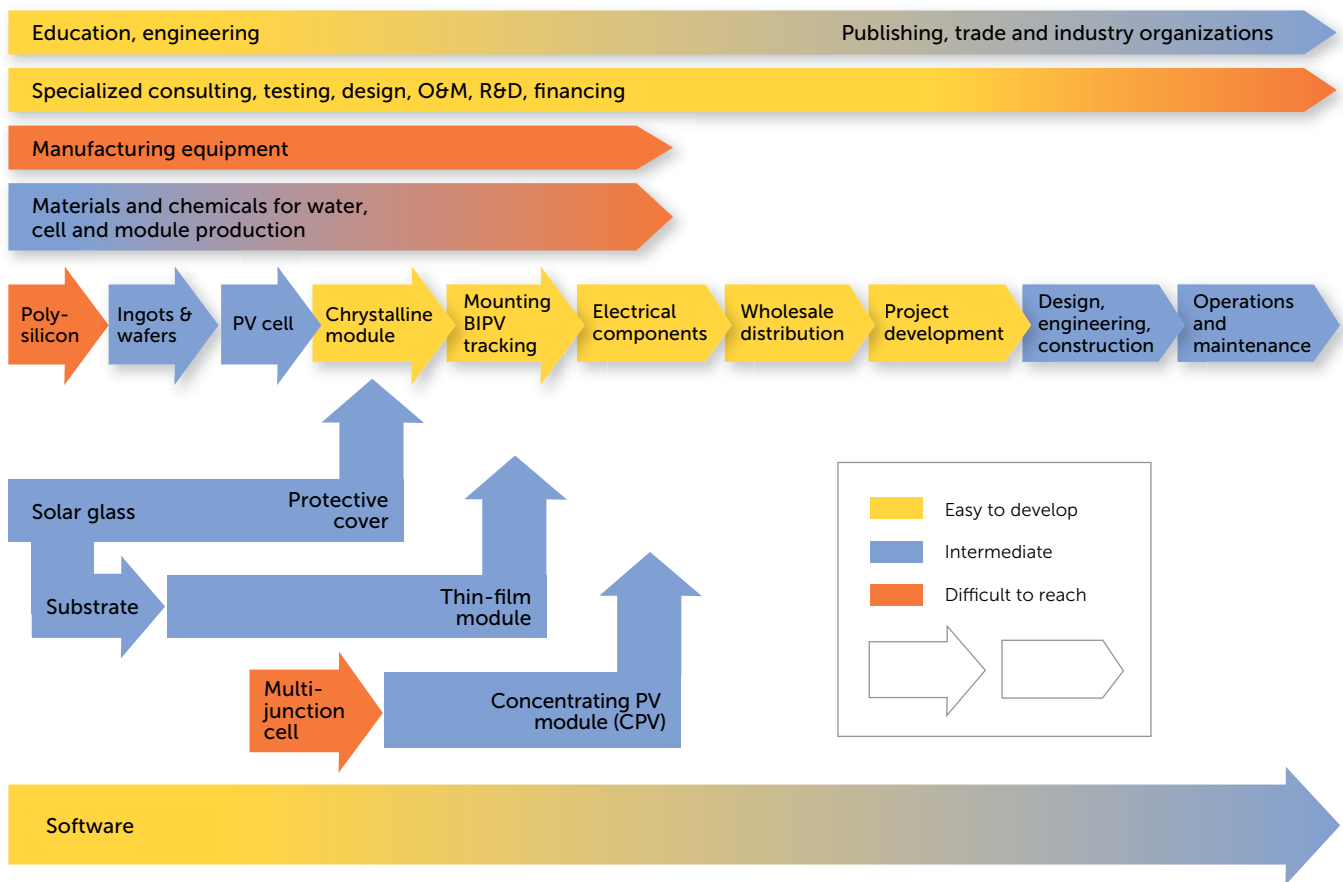 Education, engineering
Publishing, trade and industry organizations
Specialized consulting, testing, design, O&M, R&D, financing
Manufacturing equipment
Materials and chemicals for water,
cell and module production
Poly-
silicon
Ingots &
wafers
PV cell
Chrystalline
module
Mounting
BIPV
tracking
Electrical
components
Wholesale
distribution
Project
development
Design,
engineering,
construction
Operations
and
maintenance
Solar glass
Protective
cover
Substrate
Thin-film
module
Multi-
junction
cell
Concentrating PV
module (CPV)
Easy to develop
Intermediate
Difficult to reach
Software